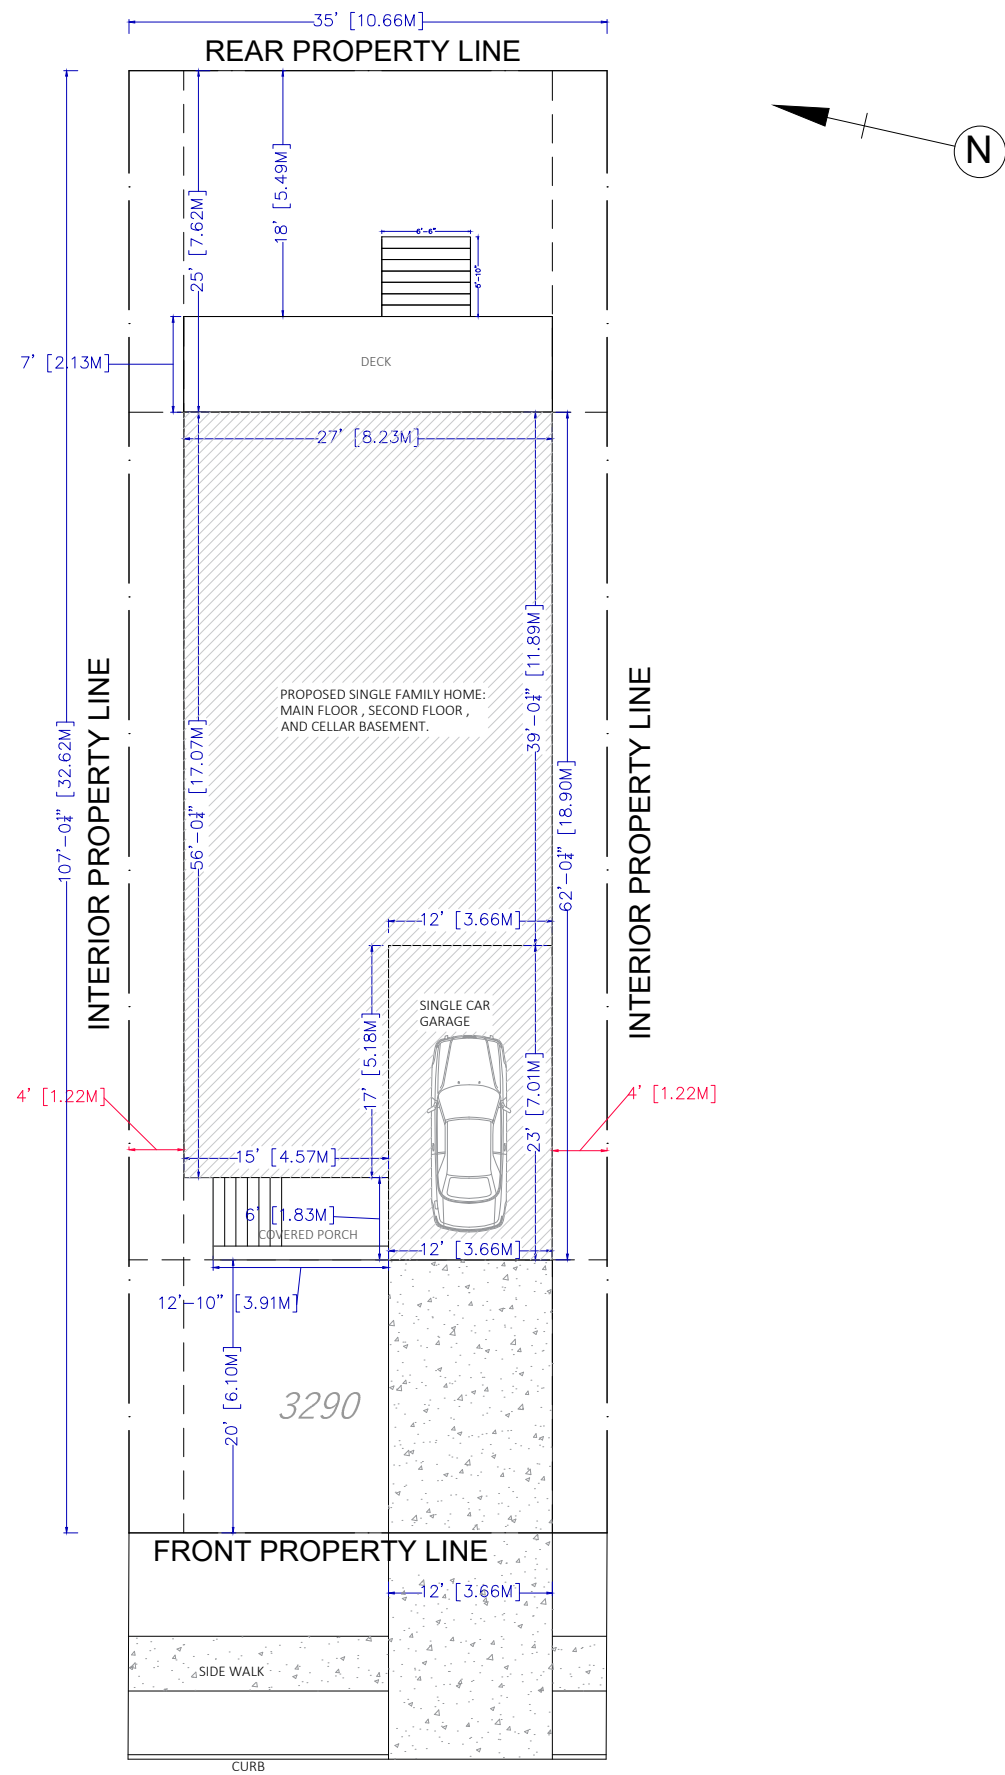 35' [10.66M]
REAR PROPERTY LINE
N
18' [5.49M]
25' [7.62M]
6'-6"
6'-10"
7' [2.13M]
DECK
27' [8.23M]
39'-0¼" [11.89M]
PROPOSED SINGLE FAMILY HOME:
MAIN FLOOR , SECOND FLOOR ,
AND CELLAR BASEMENT.
INTERIOR PROPERTY LINE
INTERIOR PROPERTY LINE
107'-0¼" [32.62M]
56'-0¼" [17.07M]
62'-0¼" [18.90M]
12' [3.66M]
SINGLE CAR
GARAGE
17' [5.18M]
23' [7.01M]
4' [1.22M]
4' [1.22M]
15' [4.57M]
6' [1.83M]
COVERED PORCH
12' [3.66M]
12'-10" [3.91M]
20' [6.10M]
3290
FRONT PROPERTY LINE
12' [3.66M]
SIDE WALK
CURB